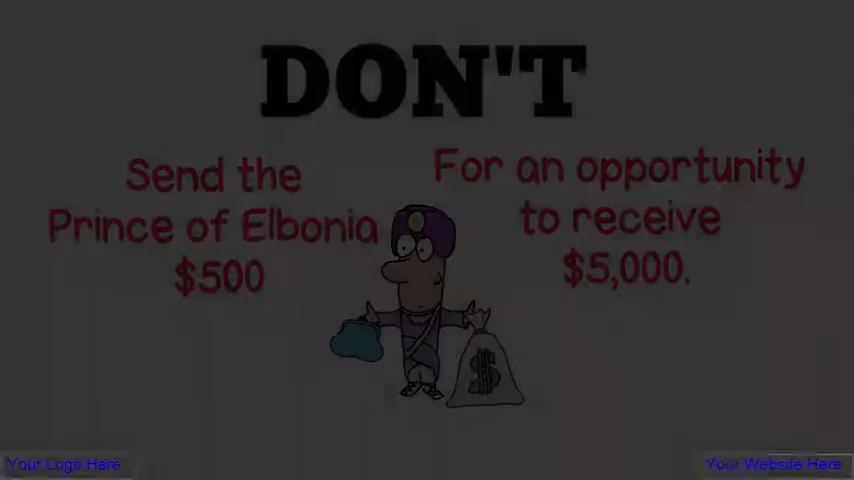 DON'T
Send the
Prince of Elbonia
$500
For an opportunity
to receive
$5,000.
$
Your Logo Here
Your Website Here